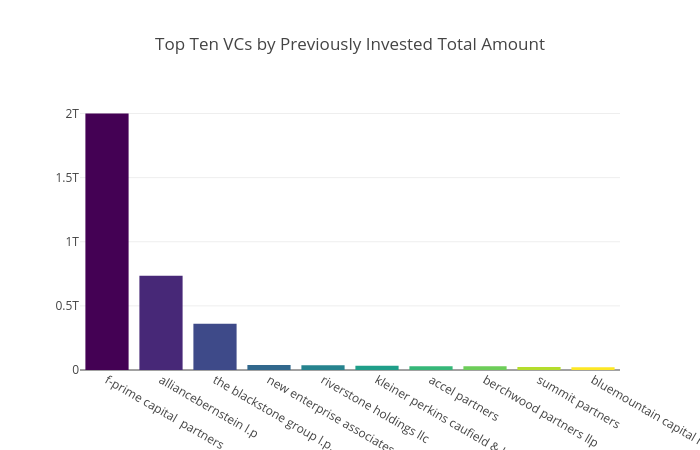 Top Ten VCs by Previously Invested Total Amount
2T
1.5T
1T
0.5T
0
f-prime capital  partners
alliancebernstein l.p
the blackstone group l.p.
new enterprise associates
riverstone holdings llc
kleiner perkins caufield &
accel partners
berchwood partners llp
summit partners
bluemountain capital